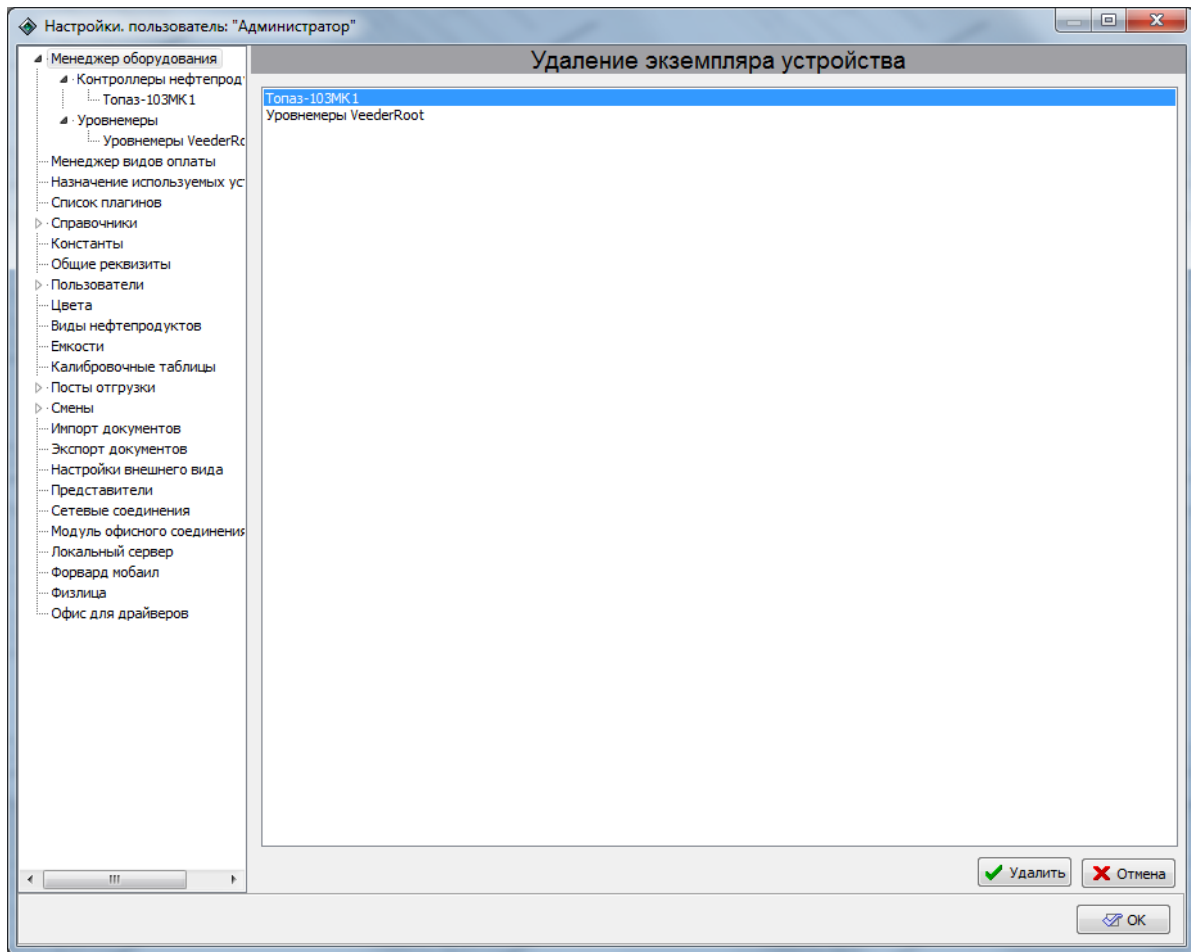 Настройки. пользователь: "Администратор"
Менеджер оборудования
Контроллеры нефтепрод
Топаз-103МК1
Уровнемеры
Уровнемеры VeederRo
Менеджер видов оплаты
Назначение используемых ус
Список плагинов
Справочники
Константы
Общие реквизиты
Пользователи
Цвета
Виды нефтепродуктов
Емкости
Калибровочные таблицы
Посты отгрузки
Смены
Импорт документов
Экспорт документов
Настройки внешнего вида
Представители
Сетевые соединения
Модуль офисного соединения
Локальный сервер
Форвард мобаил
Физлица
Офис для драйверов
Удаление экземпляра устройства
Топаз-103МК1
Уровнемеры VeederRoot
Удалить
Отмена
ОК